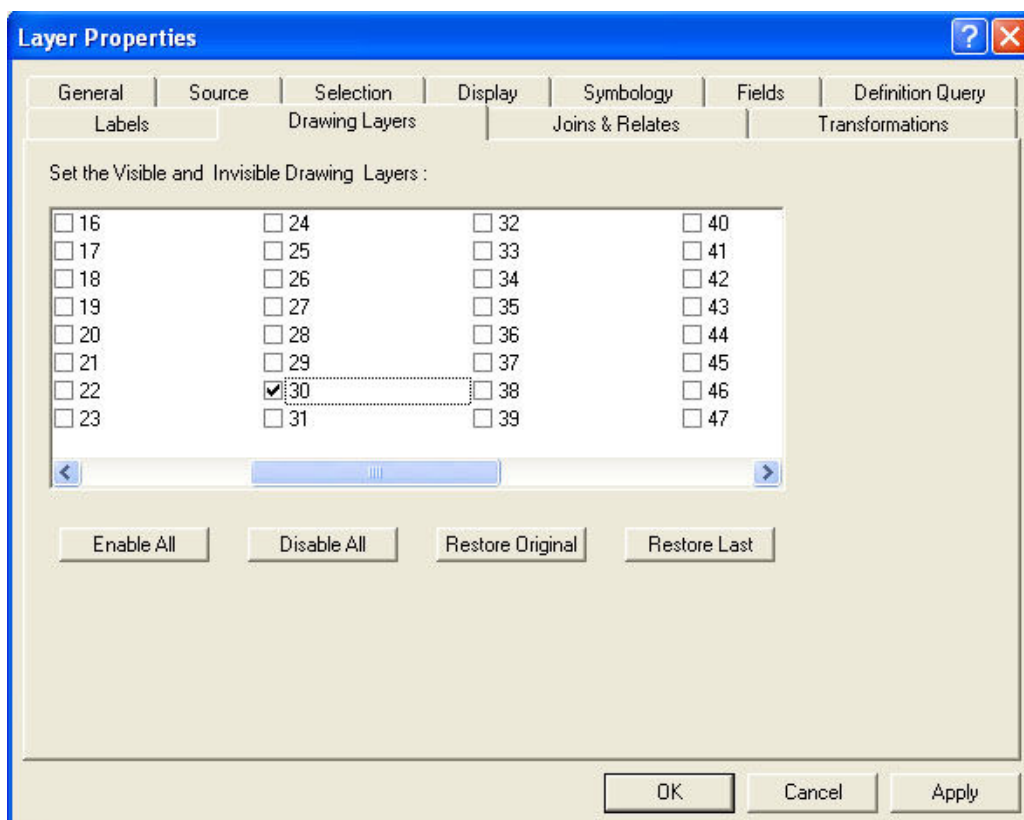 Layer Properties
General Source Selection Display Symbology Fields Definition Query
Labels Drawing Layers Joins & Relates Transformations
Set the Visible and Invisible Drawing Layers :
16 24 32 40
17 25 33 41
18 26 34 42
19 27 35 43
20 28 36 44
21 29 37 45
22 30 38 46
23 31 39 47
Enable All Disable All Restore Original Restore Last
OK Cancel Apply